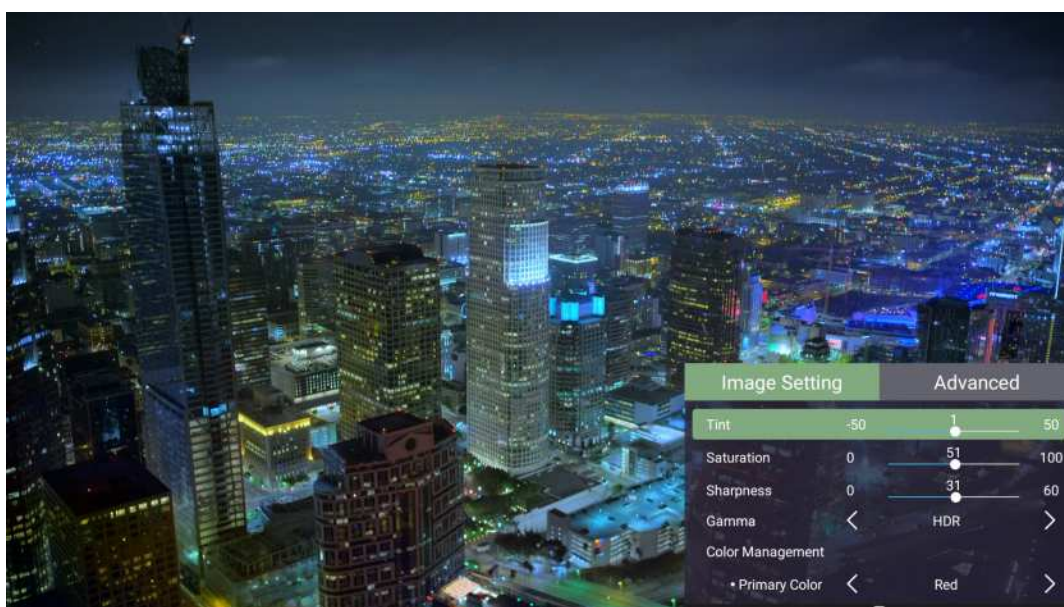 Image Setting Advanced
Tint -50 1 50
Saturation 0 51 100
Sharpness 0 31 60
Gamma HDR
Color Management
• Primary Color Red